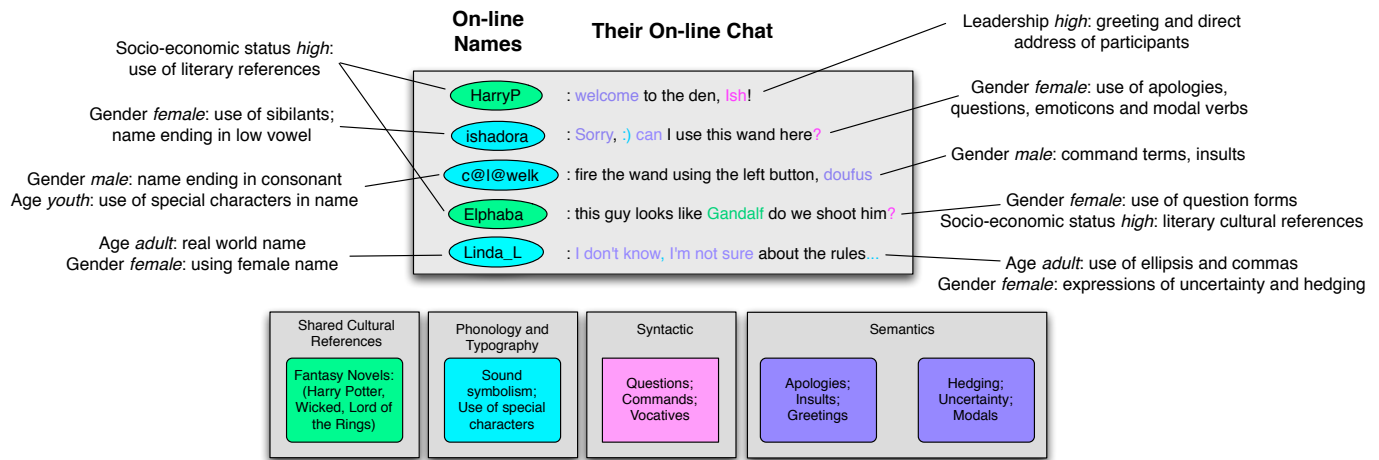 On-line
Names
Their On-line Chat
Socio-economic status high:
use of literary references
Gender female: use of sibilants;
name ending in low vowel
Gender male: name ending in consonant
Age youth: use of special characters in name
Age adult: real world name
Gender female: using female name
HarryP : welcome to the den, Ish!
ishadora : Sorry, :) can I use this wand here?
c@l@welk : fire the wand using the left button, doufus
Elphaba : this guy looks like Gandalf do we shoot him?
Linda_L : I don't know, I'm not sure about the rules...
Leadership high: greeting and direct
address of participants
Gender female: use of apologies,
questions, emoticons and modal verbs
Gender male: command terms, insults
Gender female: use of question forms
Socio-economic status high: literary cultural references
Age adult: use of ellipsis and commas
Gender female: expressions of uncertainty and hedging
Shared Cultural
References
Fantasy Novels:
(Harry Potter,
Wicked, Lord of
the Rings)
Phonology and
Typography
Sound
symbolism;
Use of special
characters
Syntactic
Questions;
Commands;
Vocatives
Semantics
Apologies;
Insults;
Greetings
Hedging;
Uncertainty;
Modals